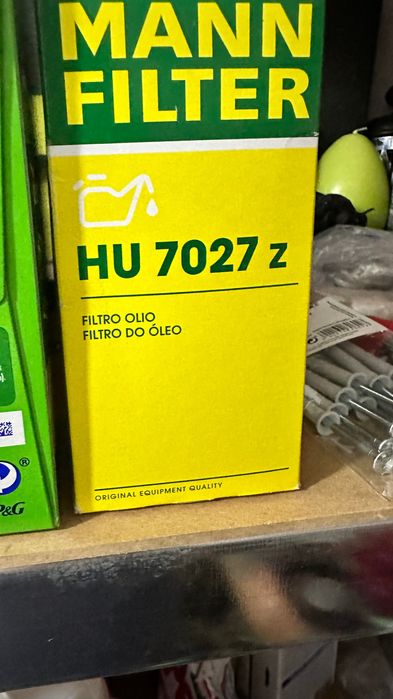 MANN
FILTER
HU 7027 z
FILTRO OLIO
FILTRO DO ÓLEO
ORIGINAL EQUIPMENT QUALITY
®
P&G